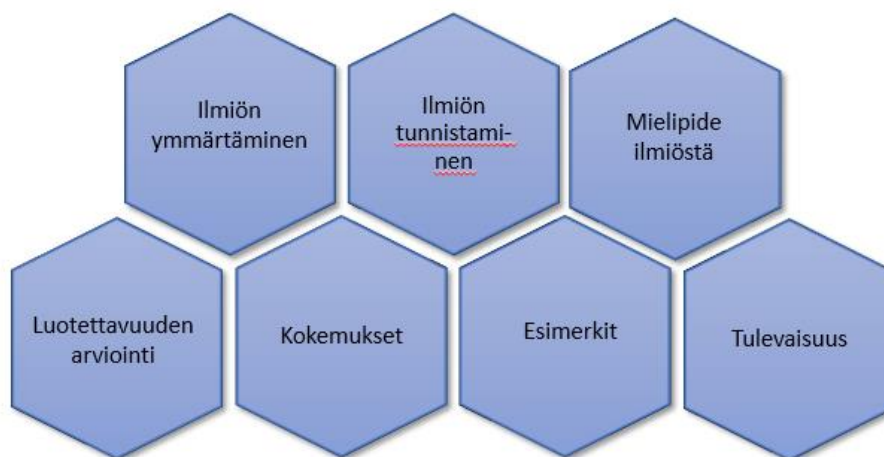 Ilmiön
ymmärtäminen
Ilmiön
tunnistami-
nen
Mielipide
ilmiöstä
Luotettavuuden
arviointi
Kokemukset
Esimerkit
Tulevaisuus